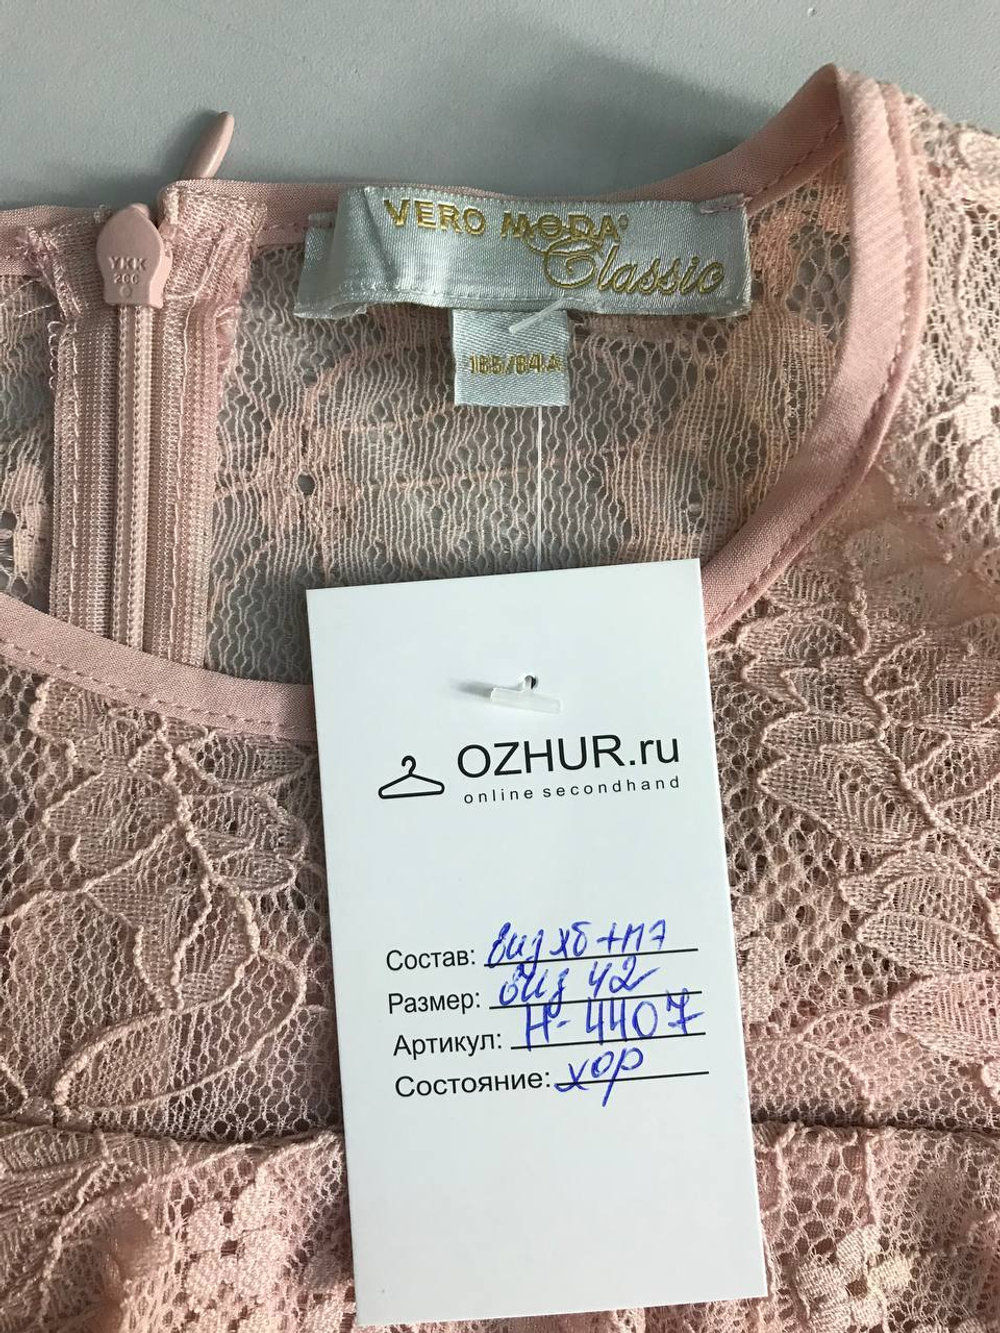 VERO MODA
Classic
YKK
165/84A
OZHUR.ru
online secondhand
Состав: виз хб+пэ
Размер: виз 42
Артикул: Н-4407
Состояние: хор